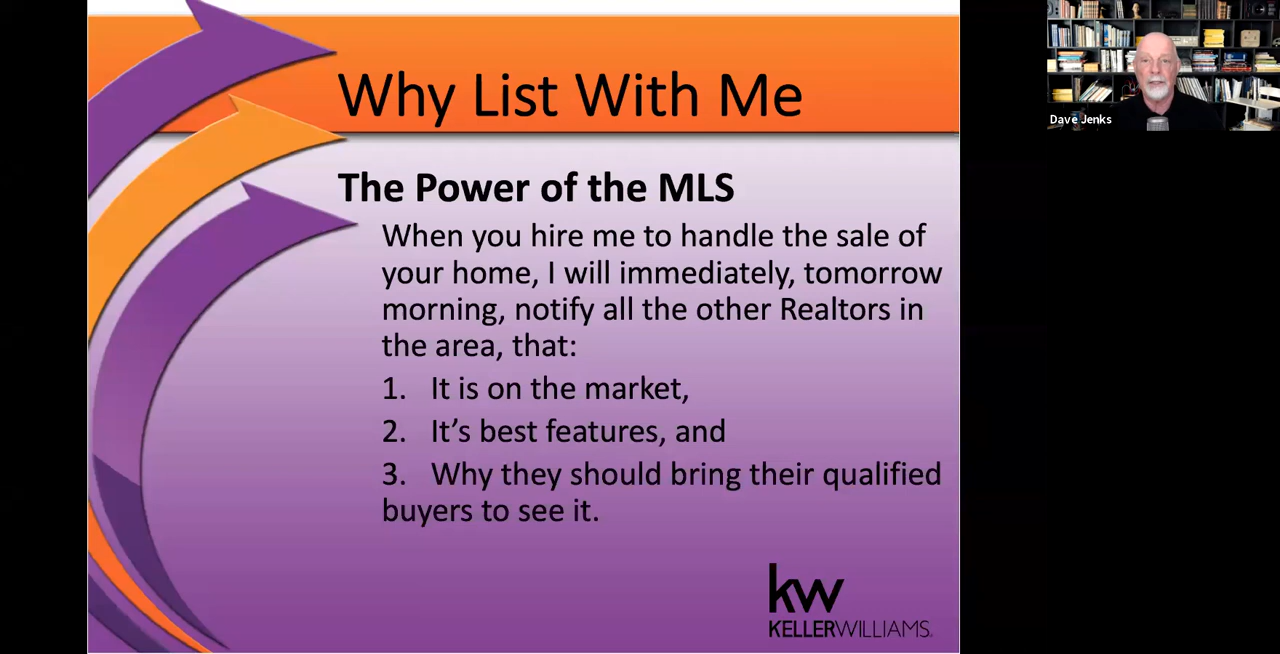 Why List With Me
Dave Jenks
The Power of the MLS
When you hire me to handle the sale of
your home, I will immediately, tomorrow
morning, notify all the other Realtors in
the area, that:
1. It is on the market,
2. It’s best features, and
3. Why they should bring their qualified
buyers to see it.
kw
KELLERWILLIAMS.